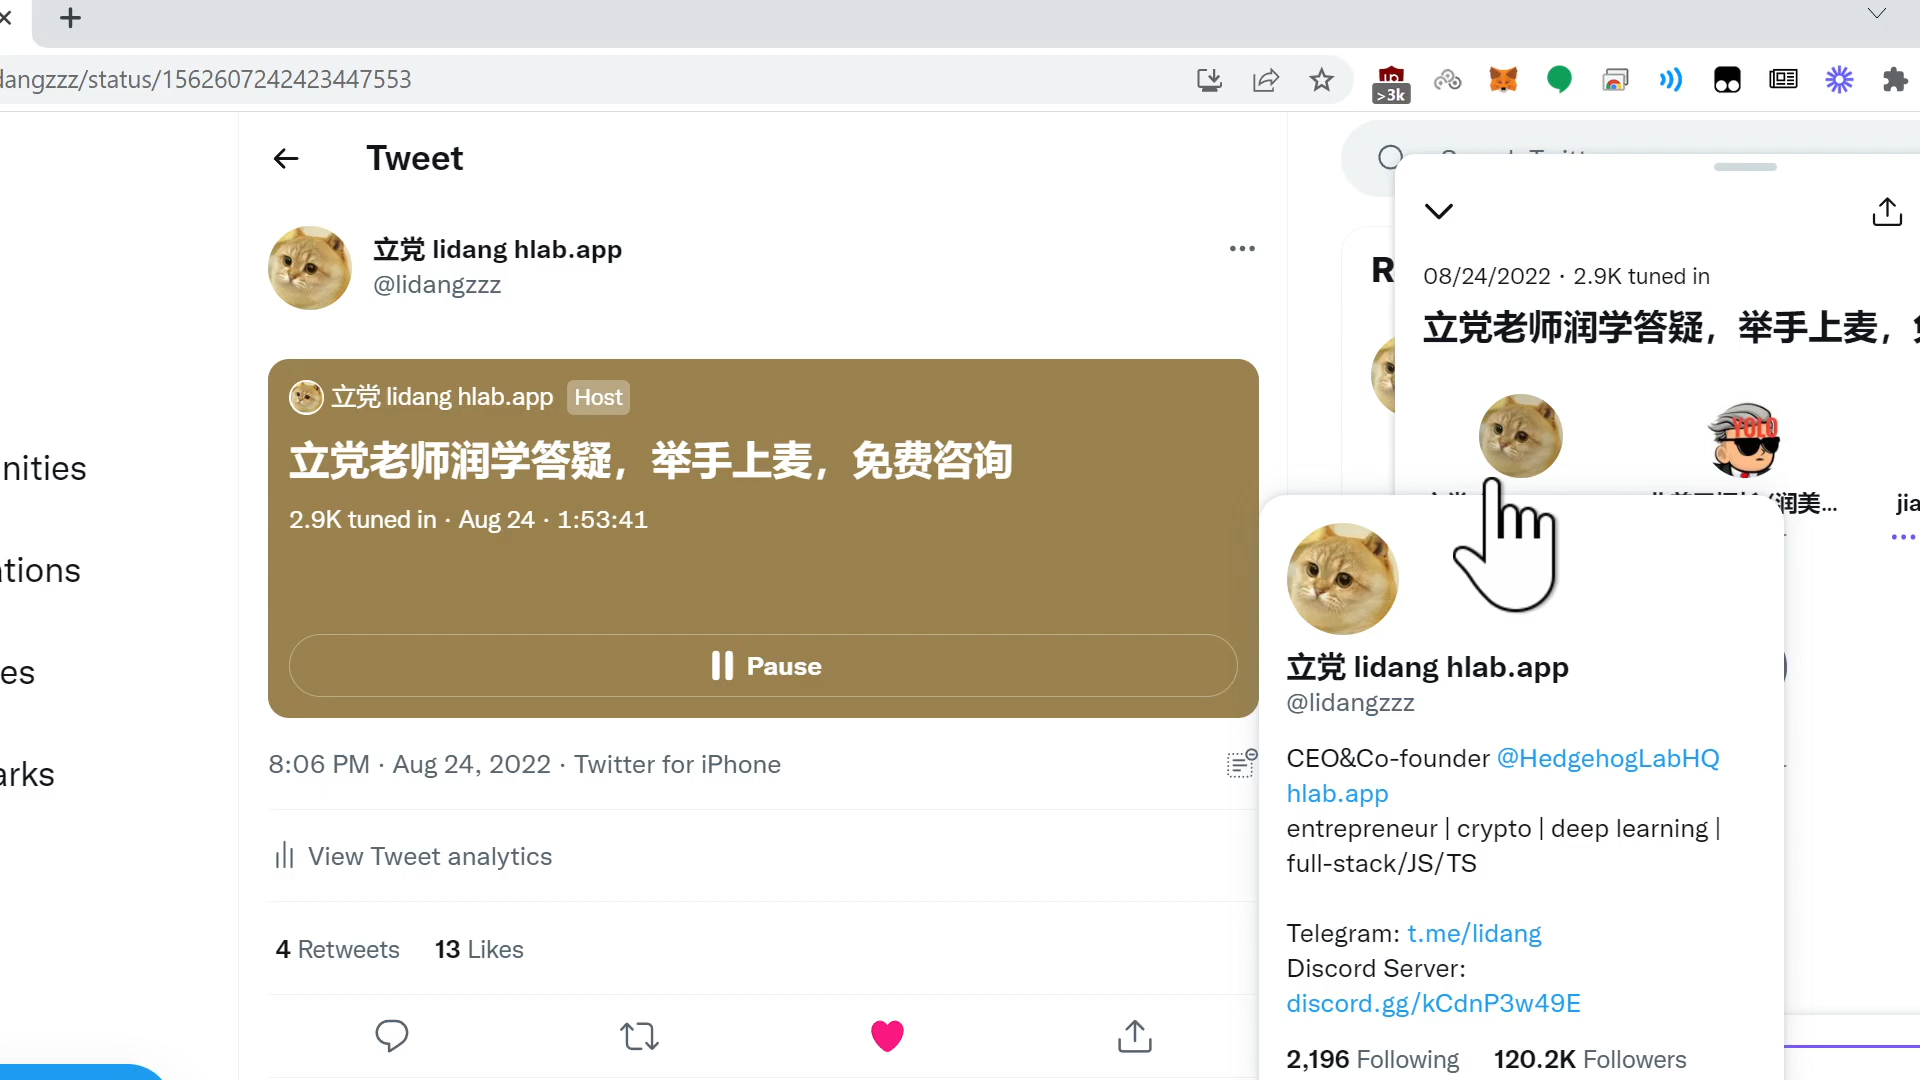 dangzzz/status/1562607242423447553
>3k
Tweet
立党 lidang hlab.app
@lidangzzz
立党 lidang hlab.app Host
立党老师润学答疑，举手上麦，免费咨询
2.9K tuned in · Aug 24 · 1:53:41
Pause
8:06 PM · Aug 24, 2022 · Twitter for iPhone
View Tweet analytics
4 Retweets 13 Likes
nities
ations
es
arks
R
08/24/2022 · 2.9K tuned in
立党老师润学答疑，举手上麦，
YOLO
润美...
jia
立党 lidang hlab.app
@lidangzzz
CEO&Co-founder @HedgehogLabHQ
hlab.app
entrepreneur | crypto | deep learning |
full-stack/JS/TS
Telegram: t.me/lidang
Discord Server:
discord.gg/kCdnP3w49E
2,196 Following 120.2K Followers